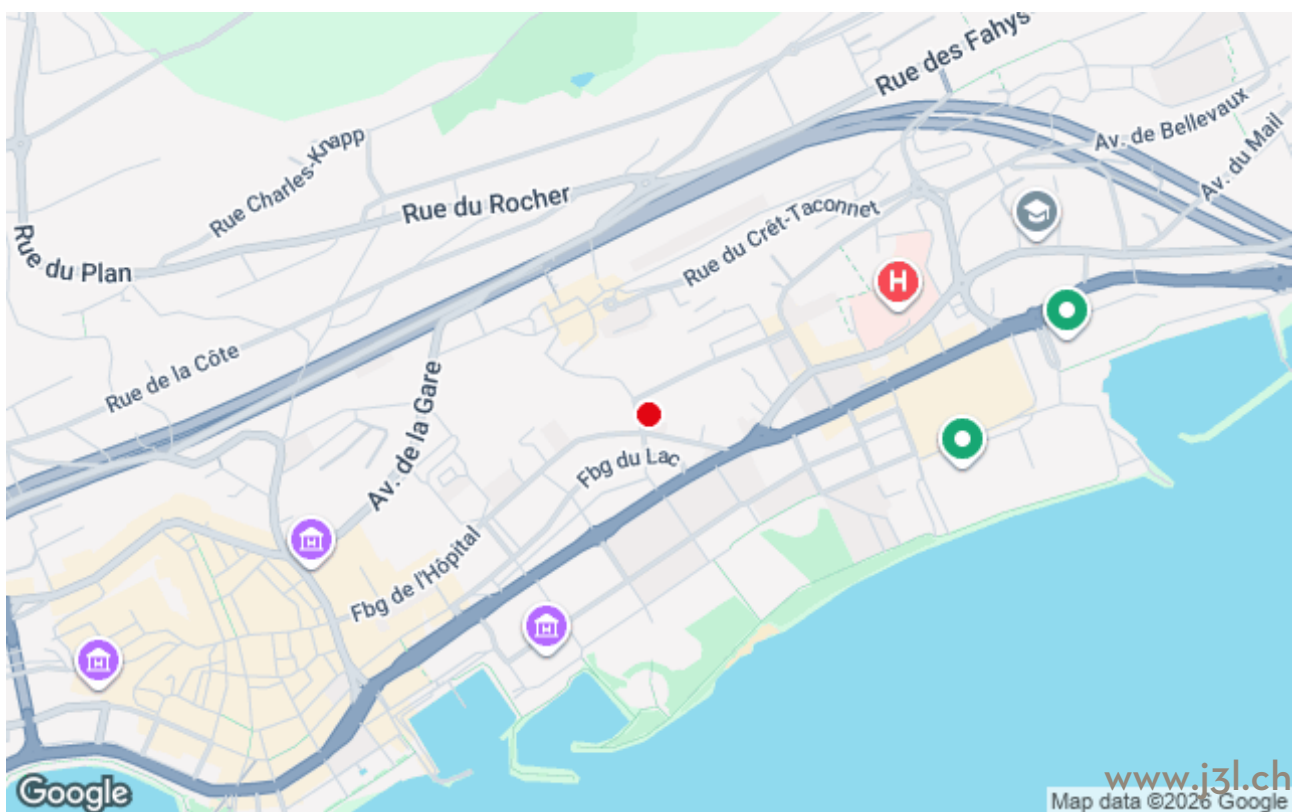 Rue des Fahys
Av. de Bellevaux
Av. du Mail
Rue Charles-Knapp
Rue du Rocher
Rue du Crêt-Taconnet
Rue du Plan
H
Rue de la Côte
Av. de la Gare
Fbg du Lac
Fbg de l'Hôpital
www.j3l.ch
Google
Map data ©2026 Google